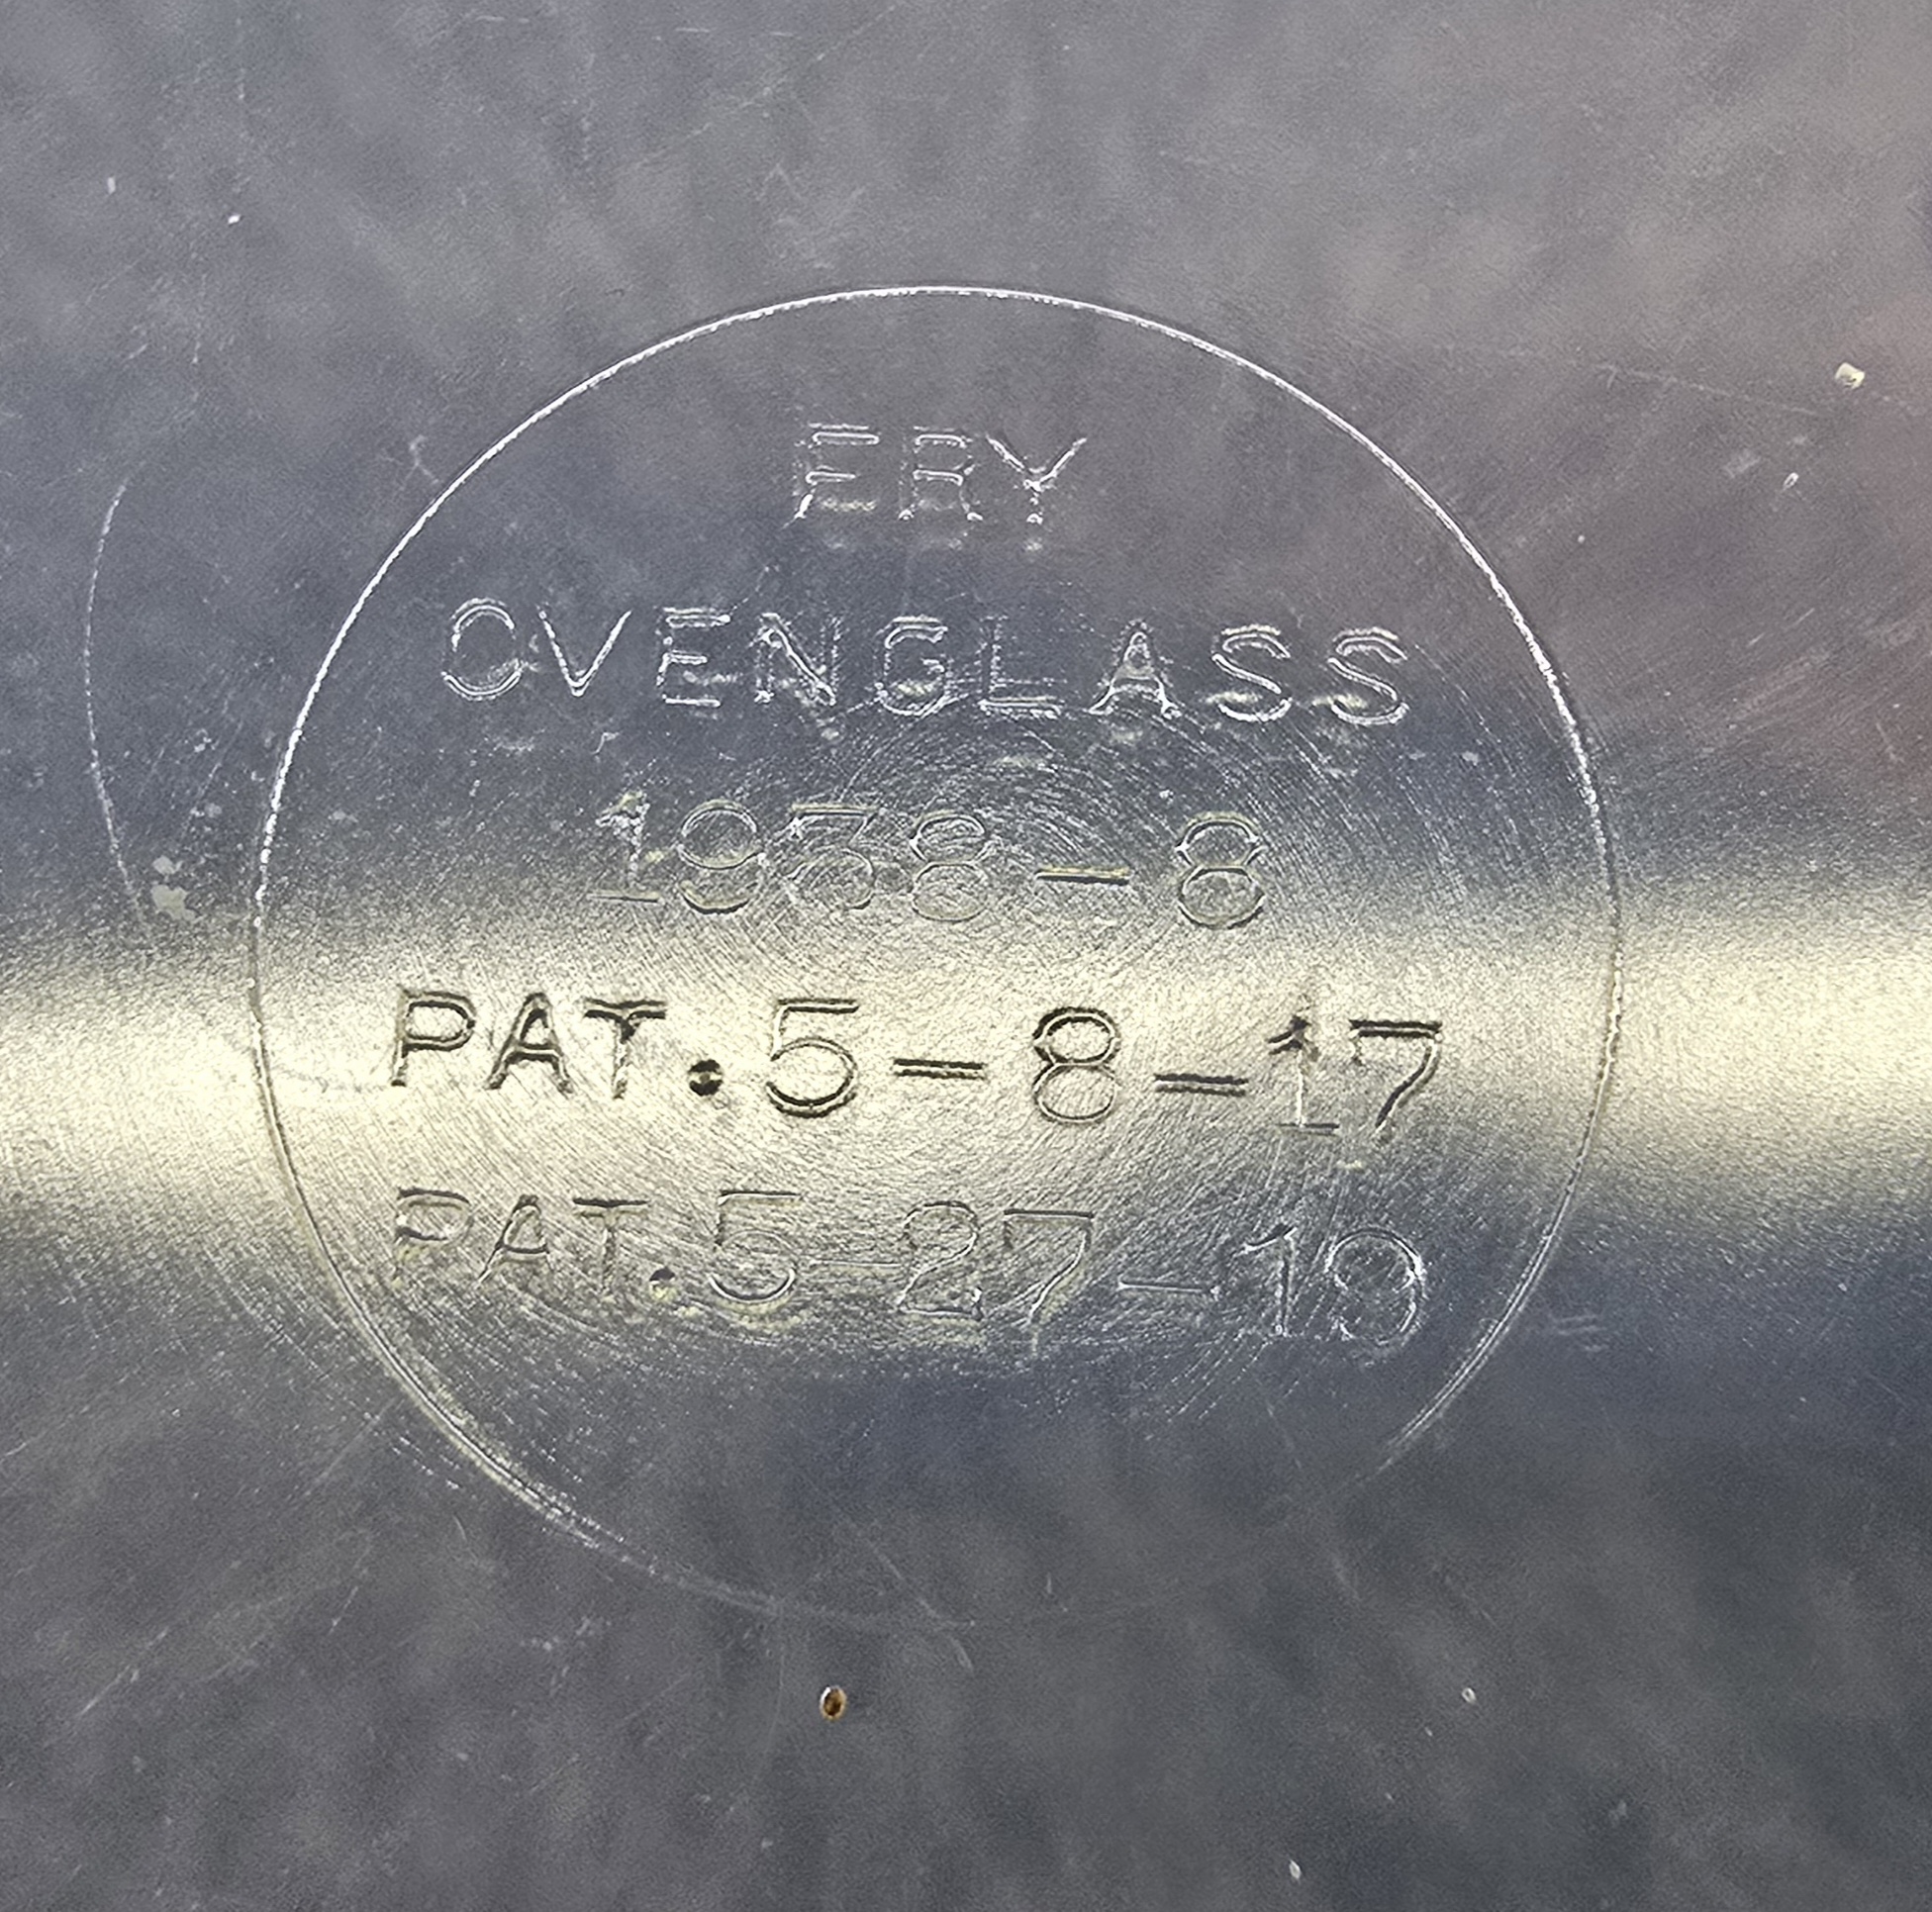 FRY
OVENGLASS
1938-8
PAT.5-8-17
PAT.5-27-19